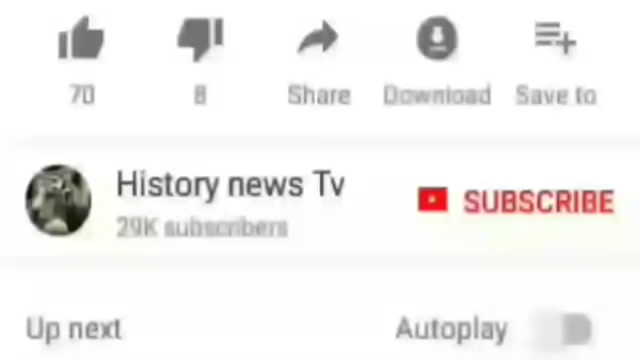 70 8 Share Download Save to
History news Tv SUBSCRIBE
29K subscribers
Up next Autoplay